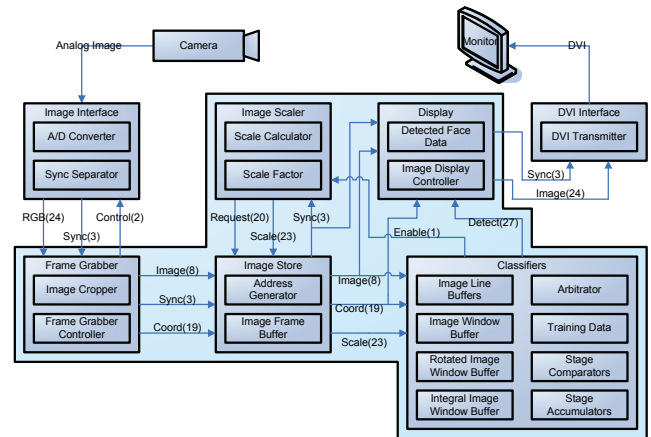 Analog Image
Camera
Monitor
DVI
Image Interface
A/D Converter
Sync Separator
Image Scaler
Scale Calculator
Scale Factor
Display
Detected Face
Data
Image Display
Controller
DVI Interface
DVI Transmitter
Sync(3)
Image(24)
RGB(24)
Control(2)
Sync(3)
Request(20)
Sync(3)
Scale(23)
Enable(1)
Detect(27)
Frame Grabber
Image Cropper
Frame Grabber
Controller
Image(8)
Sync(3)
Coord(19)
Image Store
Address
Generator
Image Frame
Buffer
Image(8)
Coord(19)
Scale(23)
Classifiers
Image Line
Buffers
Arbitrator
Image Window
Buffer
Training Data
Rotated Image
Window Buffer
Stage
Comparators
Integral Image
Window Buffer
Stage
Accumulators